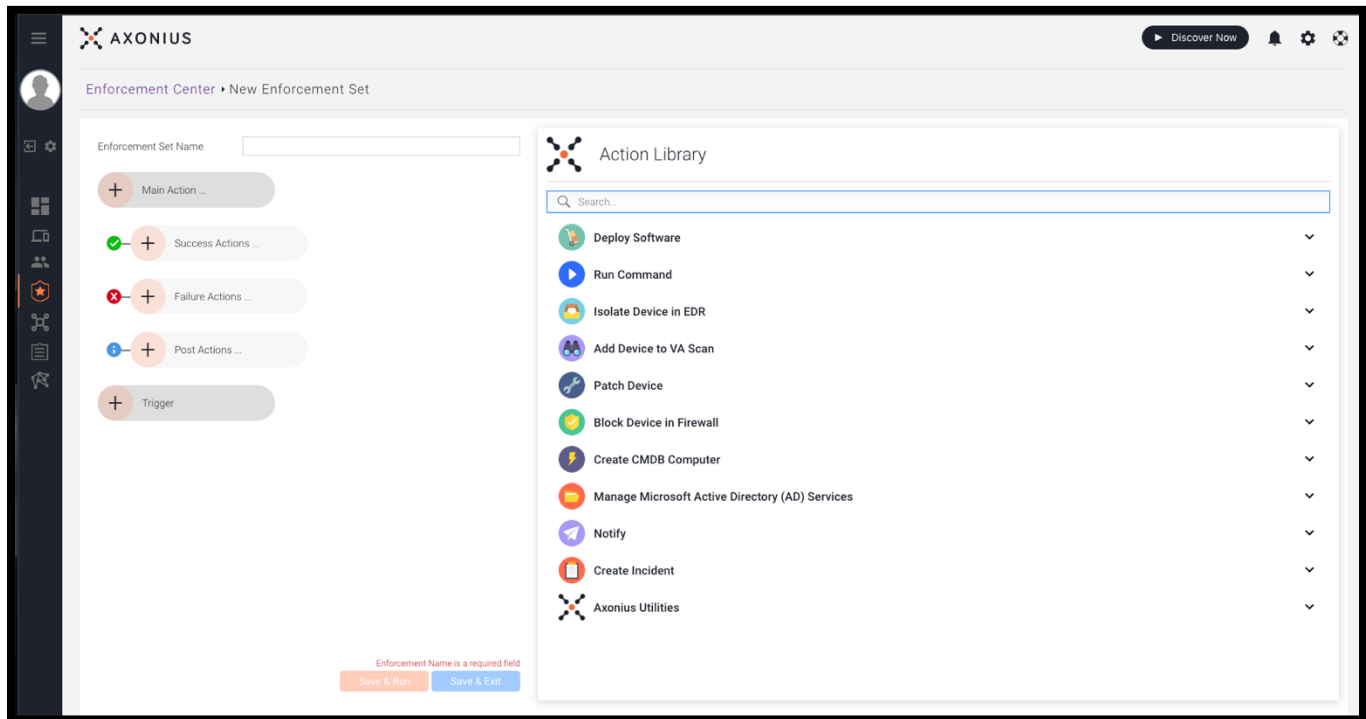 AXONIUS
Discover Now
Enforcement Center ▸ New Enforcement Set
Enforcement Set Name
Main Action ...
Success Actions ...
Failure Actions ...
Post Actions ...
Trigger
Enforcement Name is a required field
Save & Run
Save & Exit
Action Library
Search...
Deploy Software
Run Command
Isolate Device in EDR
Add Device to VA Scan
Patch Device
Block Device in Firewall
Create CMDB Computer
Manage Microsoft Active Directory (AD) Services
Notify
Create Incident
Axonius Utilities